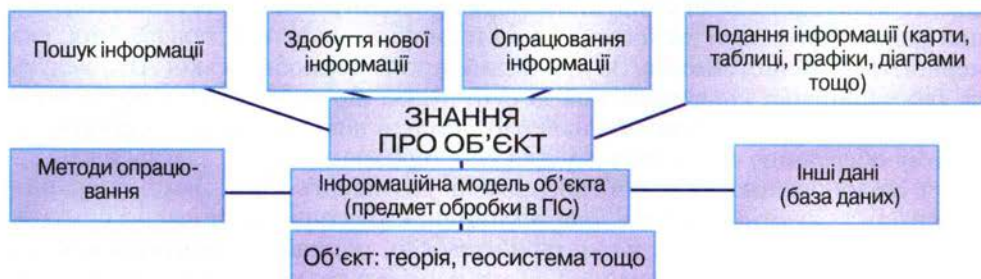 Пошук інформації
Здобуття нової
інформації
Опрацювання
інформації
Подання інформації (карти,
таблиці, графіки, діаграми
тощо)
ЗНАННЯ
ПРО ОБ’ЄКТ
Методи опрацю-
вання
Інформаційна модель об’єкта
(предмет обробки в ГІС)
Інші дані
(база даних)
Об’єкт: теорія, геосистема тощо